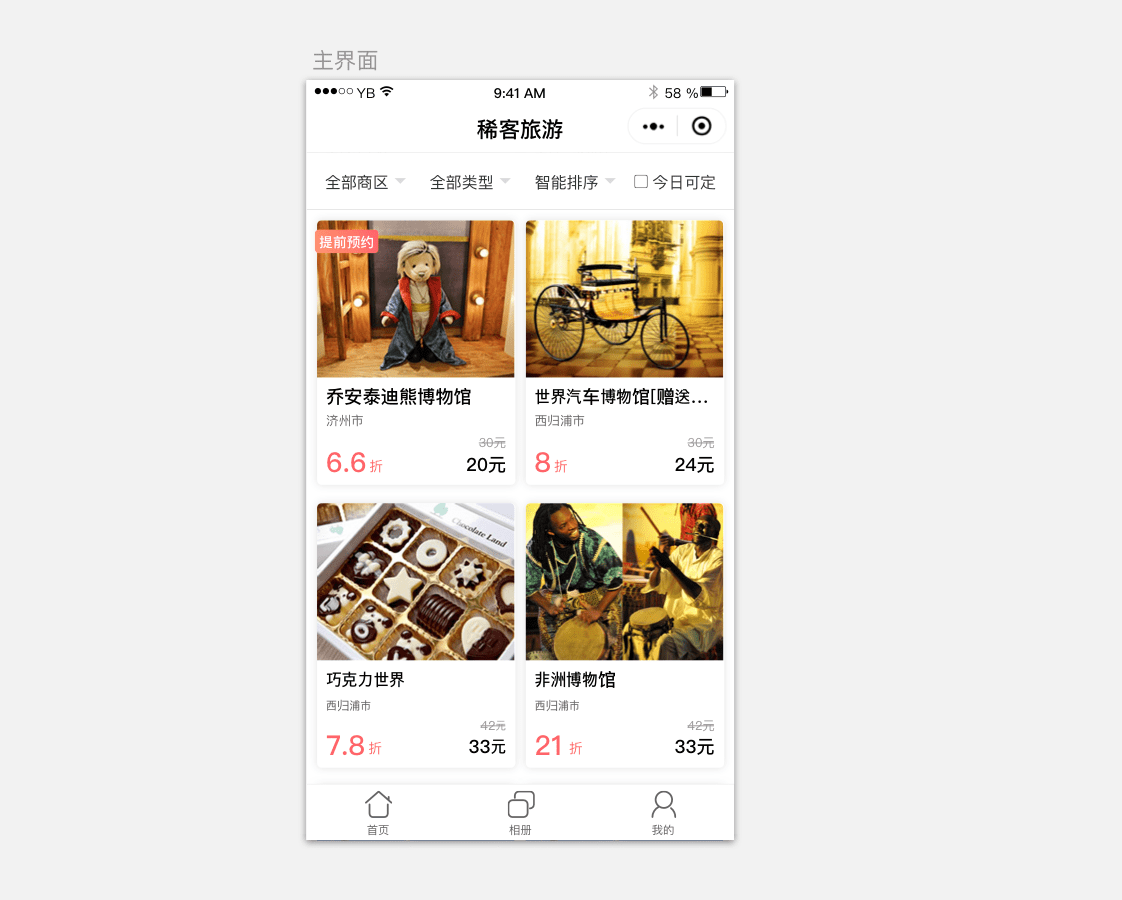 主界面
YB 9:41 AM 58 %
稀客旅游
全部商区 全部类型 智能排序 今日可定
提前预约
乔安泰迪熊博物馆
济州市
30元
6.6折 20元
世界汽车博物馆[赠送...
西归浦市
30元
8折 24元
Chocolate Land
巧克力世界
西归浦市
42元
7.8折 33元
非洲博物馆
西归浦市
42元
21折 33元
首页 相册 我的